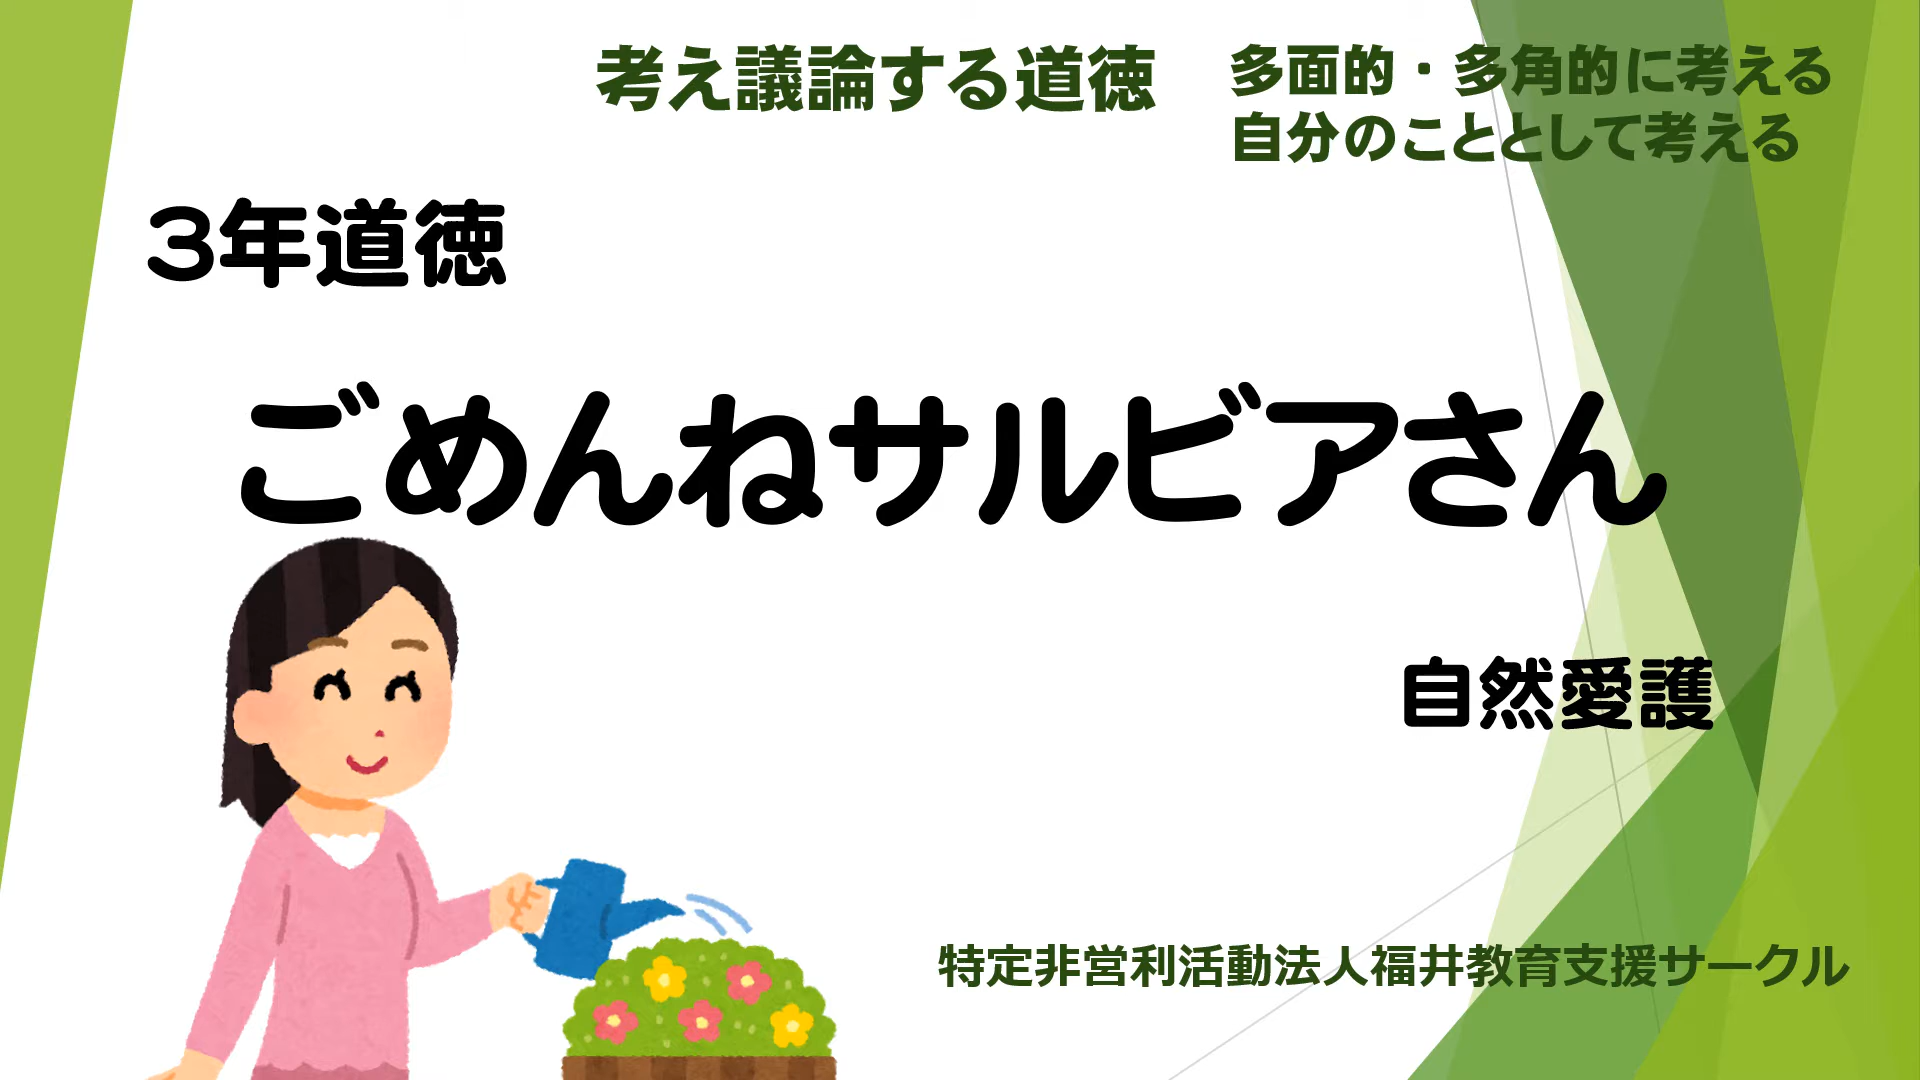 考え議論する道徳
多面的・多角的に考える
自分のこととして考える
３年道徳
ごめんねサルビアさん
自然愛護
特定非営利活動法人福井教育支援サークル